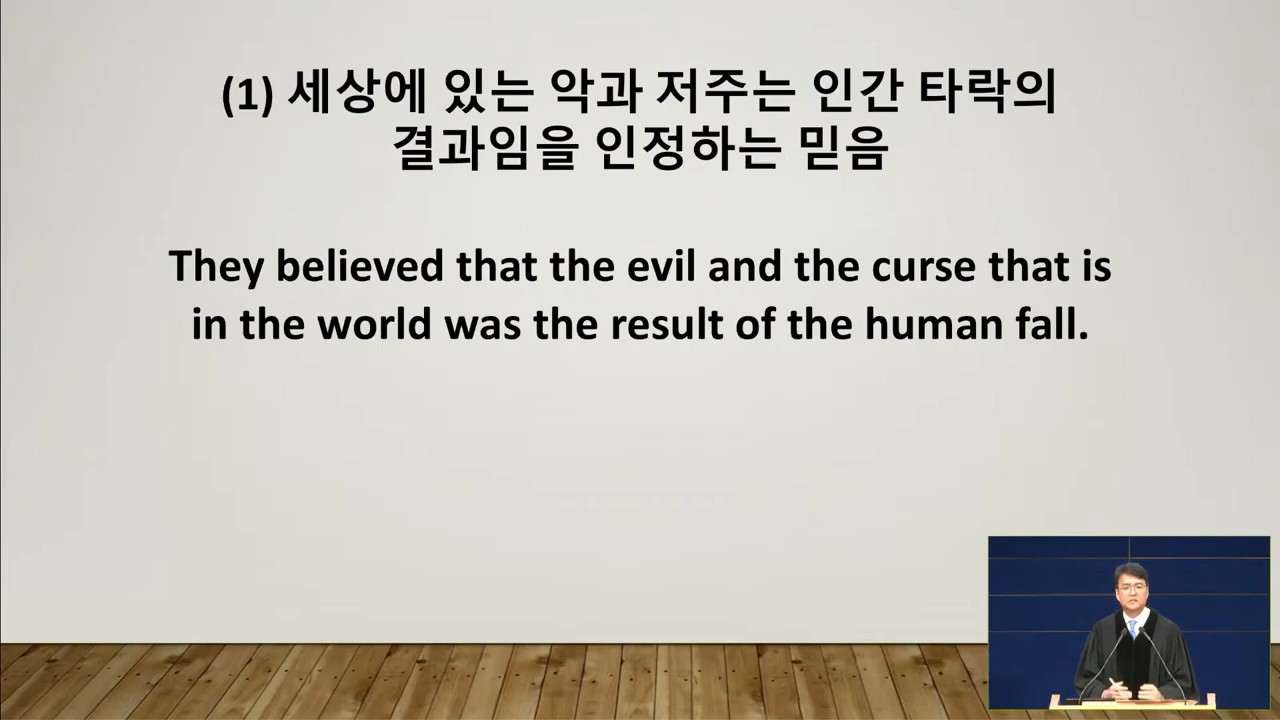 (1) 세상에 있는 악과 저주는 인간 타락의
결과임을 인정하는 믿음
They believed that the evil and the curse that is
in the world was the result of the human fall.